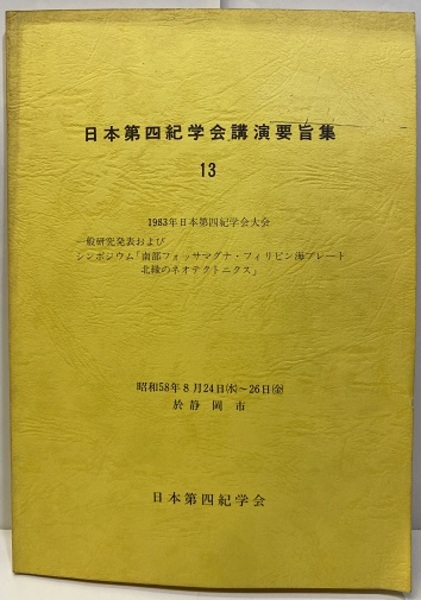 日本第四紀学会講演要旨集
13
1983年日本第四紀学会大会
一般研究発表および
シンポジウム「南部フォッサマグナ・フィリピン海プレート
北縁のネオテクトニクス」
昭和58年8月24日㈬～26日㈮
於静岡市
日本第四紀学会